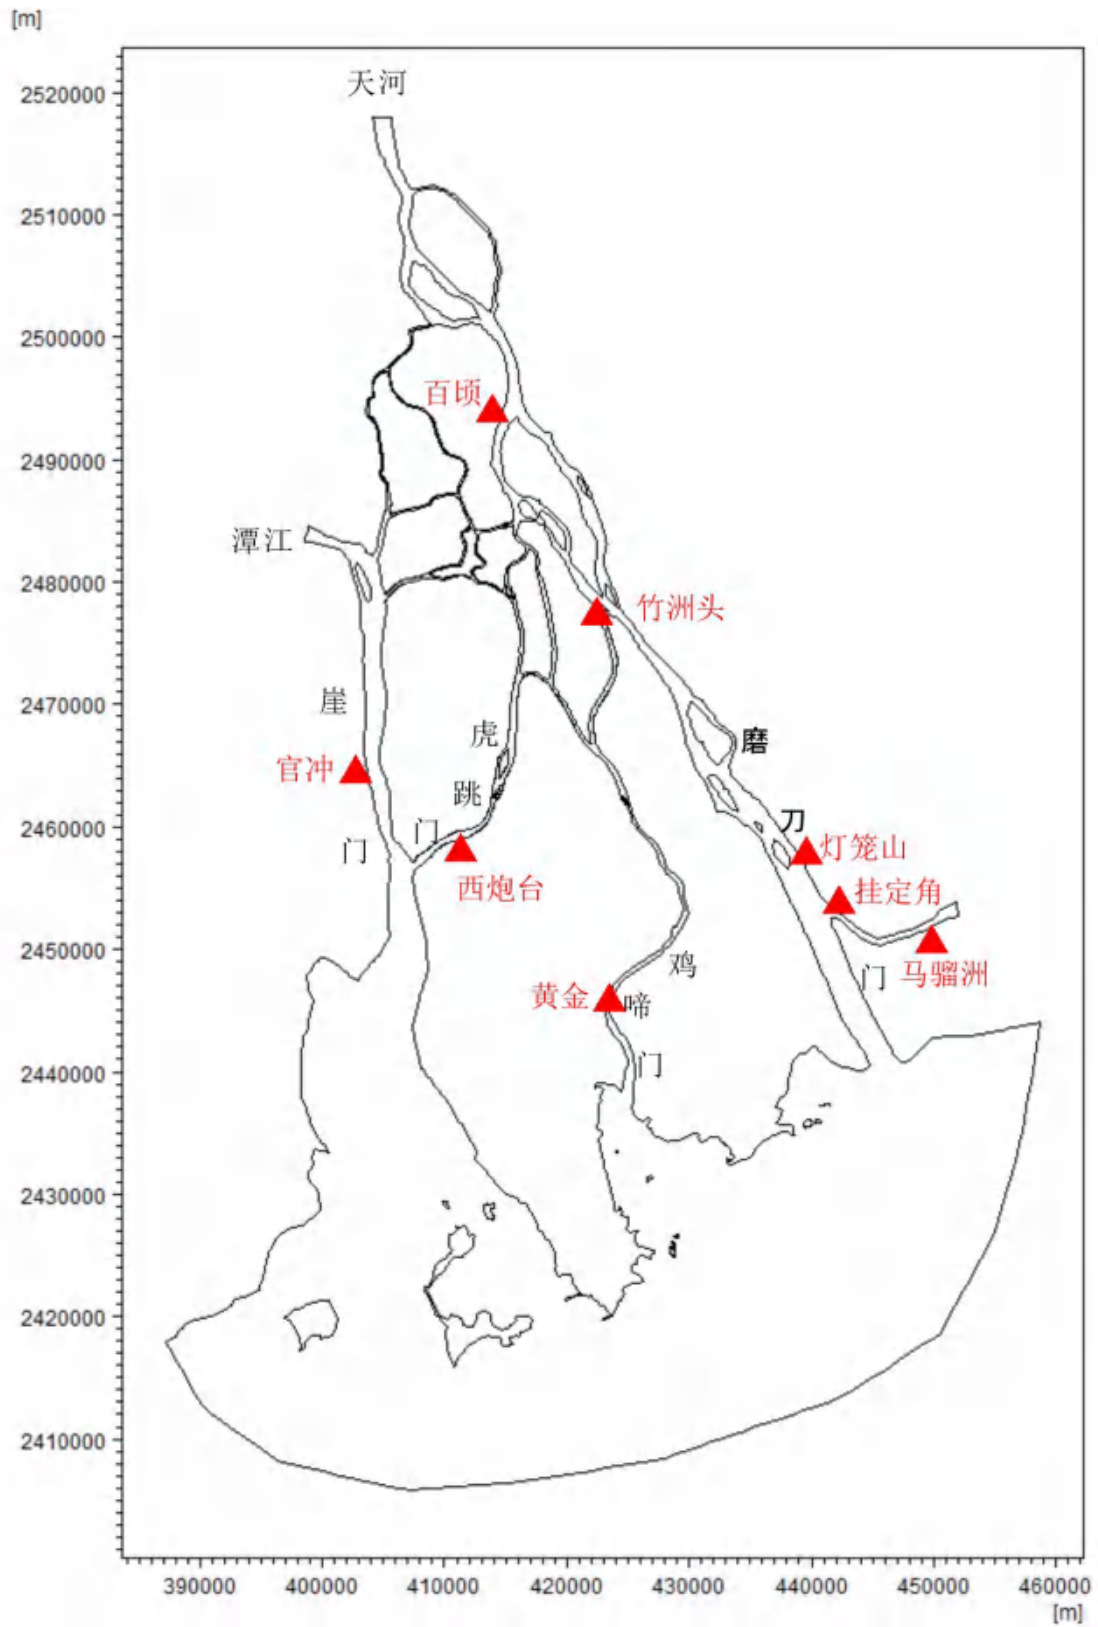 [m]
天河
2520000
2510000
2500000
百顷
2490000
潭江
2480000
竹洲头
崖
2470000
虎
磨
官冲
跳
刀
2460000
门
门
灯笼山
西炮台
挂定角
2450000
鸡
门
马骝洲
黄金
啼
门
2440000
2430000
2420000
2410000
390000 400000 410000 420000 430000 440000 450000 460000
[m]